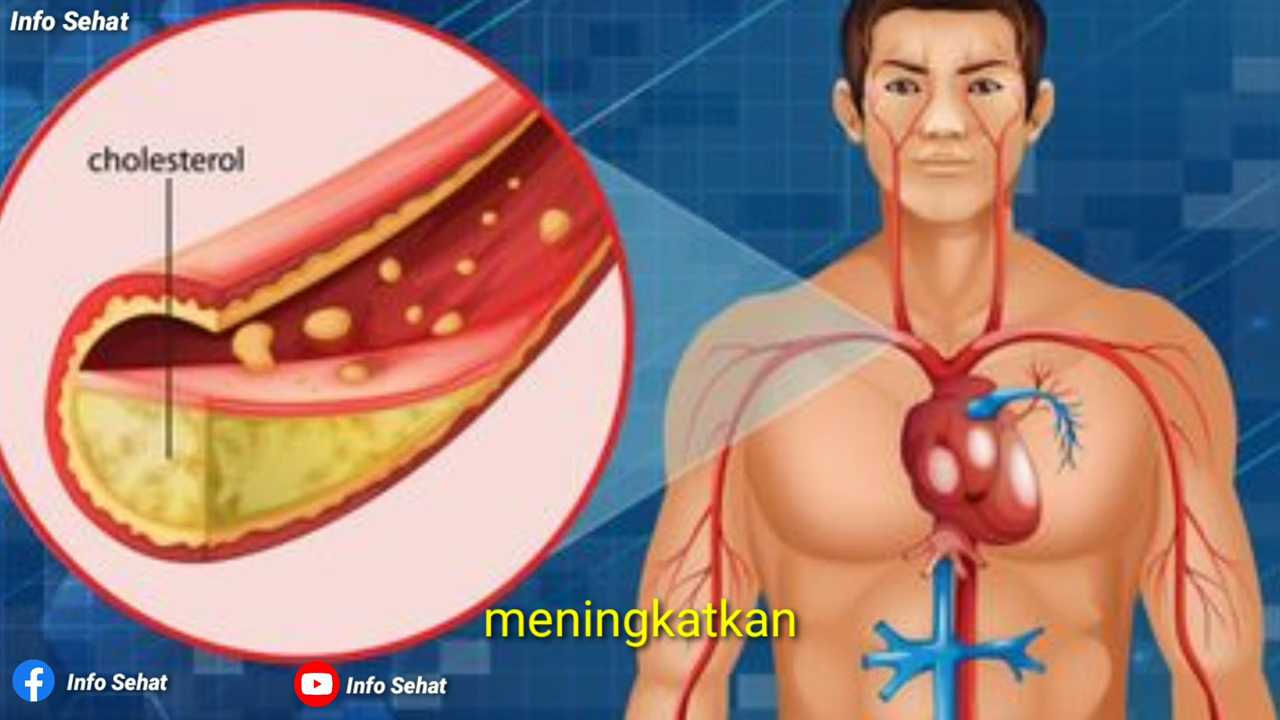 Info Sehat
cholesterol
meningkatkan
Info Sehat
Info Sehat